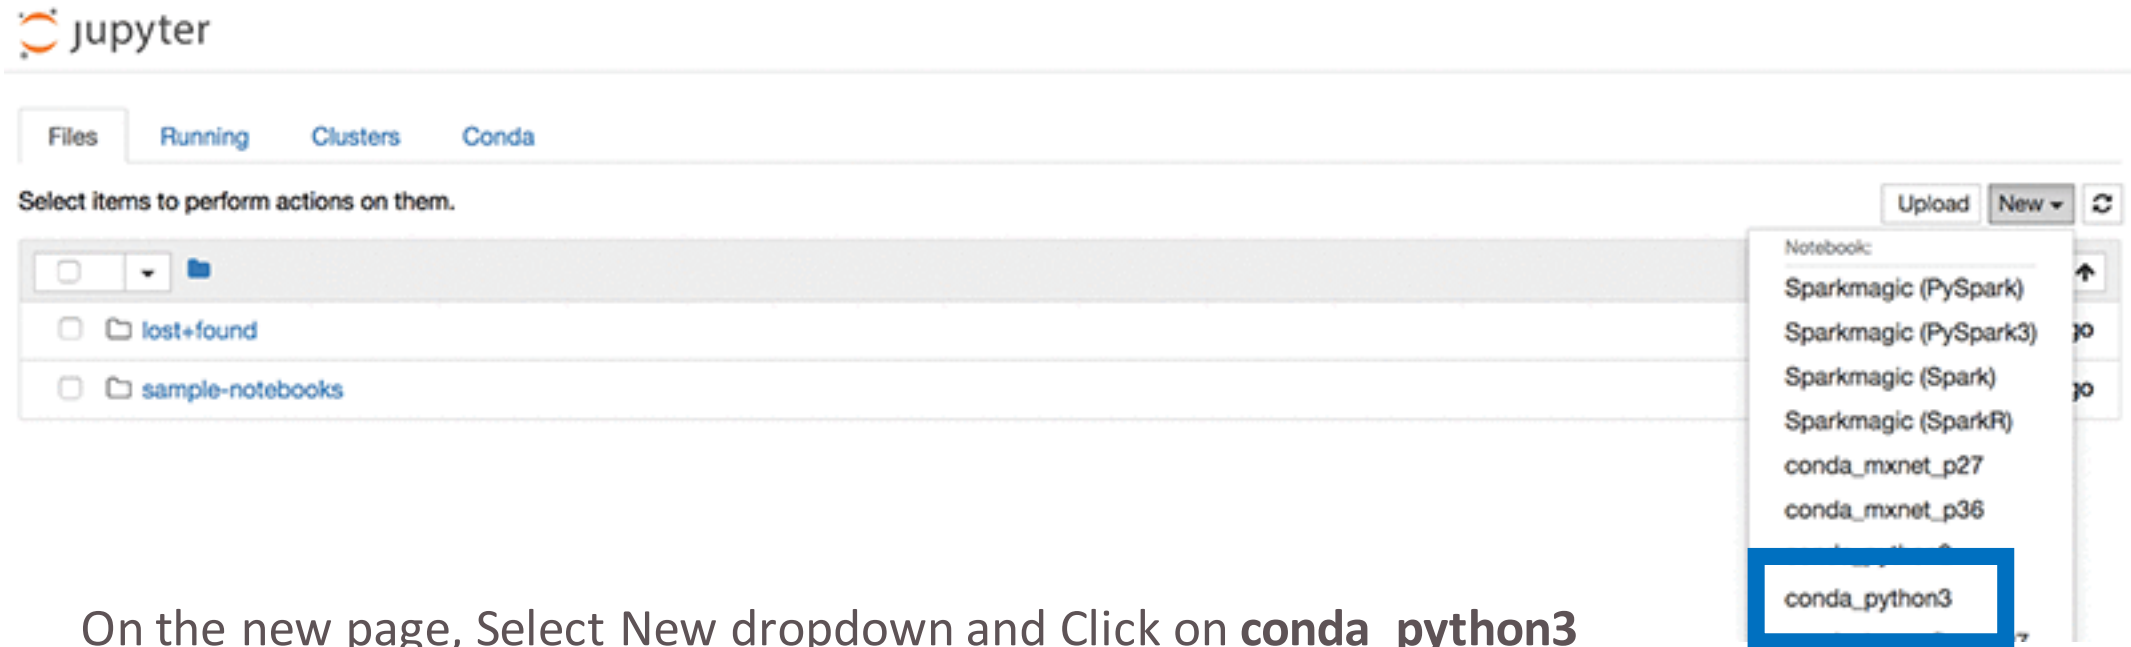 jupyter
Files Running Clusters Conda
Select items to perform actions on them.
Upload New
Notebook:
Sparkmagic (PySpark)
lost+found
Sparkmagic (PySpark3)
go
Sparkmagic (Spark)
sample-notebooks
go
Sparkmagic (SparkR)
conda_mxnet_p27
conda_mxnet_p36
conda_python3
On the new page, Select New dropdown and Click on conda_python3